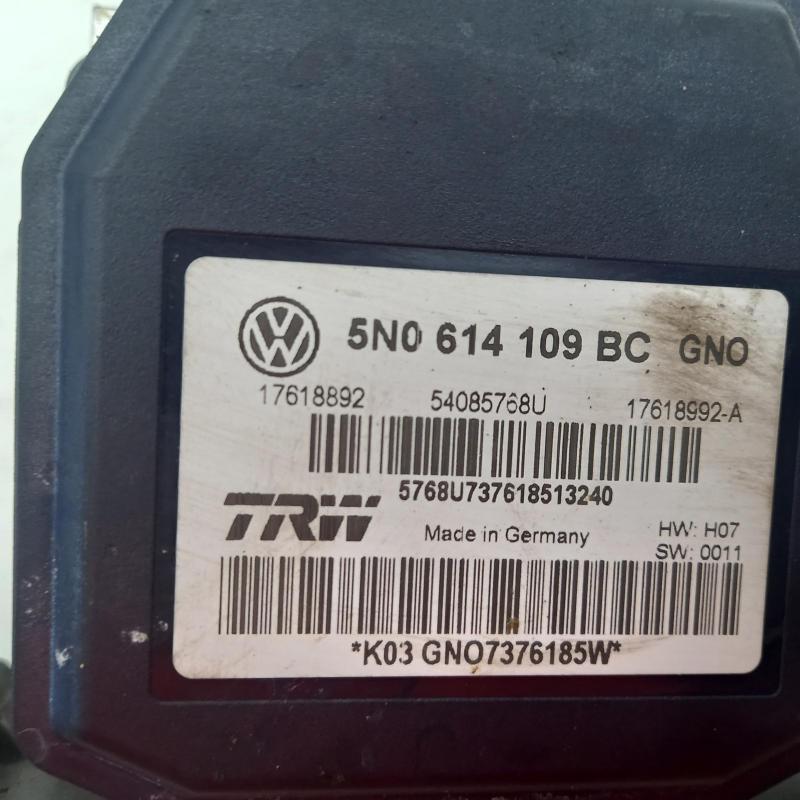 5N0 614 109 BC GNO
17618892 54085768U 17618992-A
5768U737618513240
TRW Made in Germany HW: H07
SW: 0011
*K03 GNO7376185W*